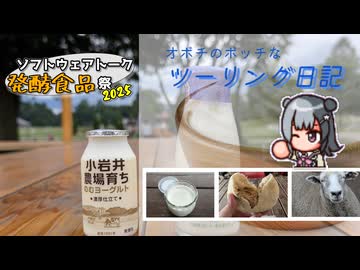 ソフトウェアトーク
発酵食品祭
2025
オポチのポッチな
ツーリング日記
小岩井
農場育ち
のむヨーグルト
濃厚仕立て